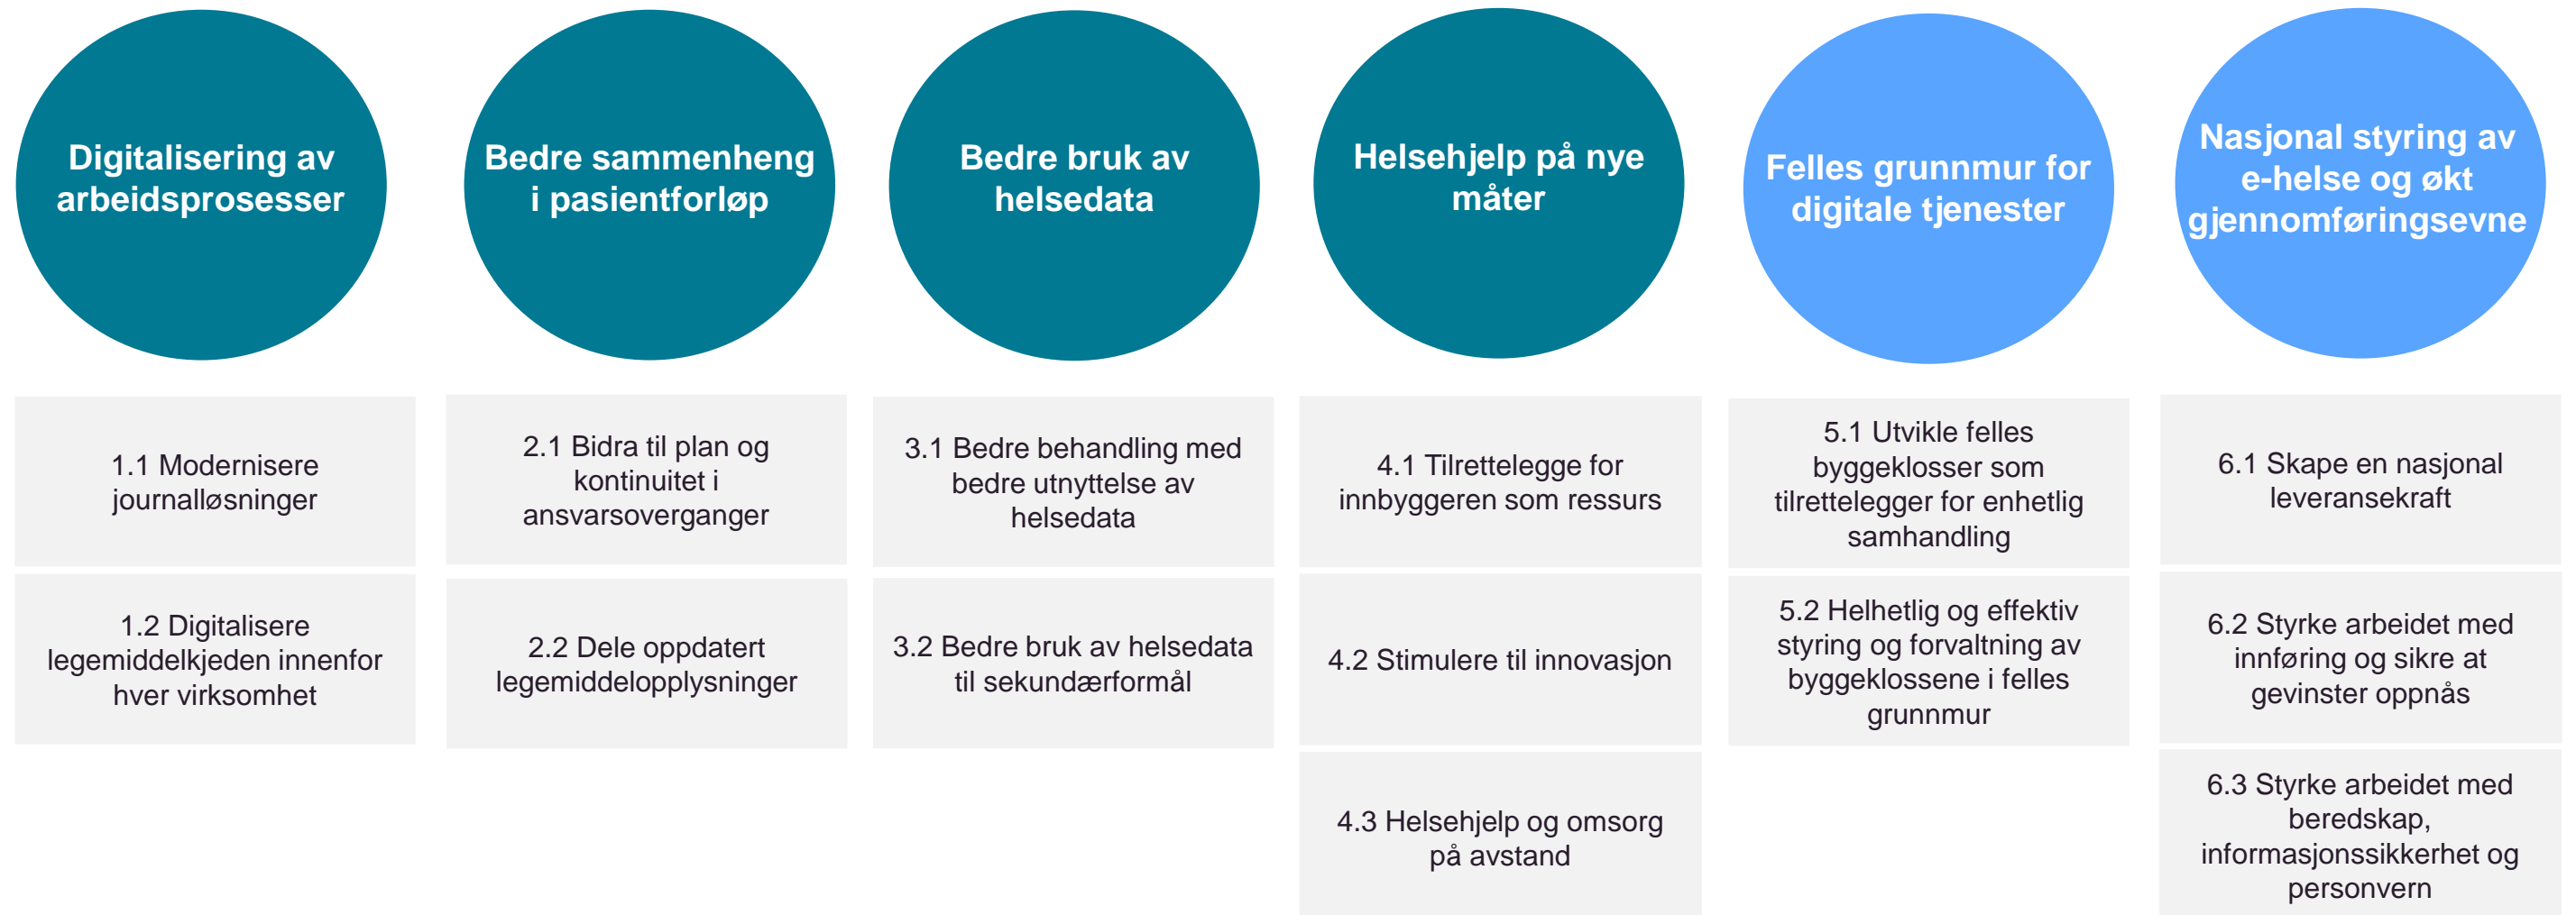 Digitalisering av
arbeidsprosesser
Bedre sammenheng
i pasientforløp
Bedre bruk av
helsedata
Helsehjelp på nye
måter
Felles grunnmur for
digitale tjenester
Nasjonal styring av
e-helse og økt
gjennomføringsevne
1.1 Modernisere
journalløsninger
2.1 Bidra til plan og
kontinuitet i
ansvarsoverganger
3.1 Bedre behandling med
bedre utnyttelse av
helsedata
4.1 Tilrettelegge for
innbyggeren som ressurs
5.1 Utvikle felles
byggeklosser som
tilrettelegger for enhetlig
samhandling
6.1 Skape en nasjonal
leveransekraft
1.2 Digitalisere
legemiddelkjeden innenfor
hver virksomhet
2.2 Dele oppdatert
legemiddelopplysninger
3.2 Bedre bruk av helsedata
til sekundærformål
4.2 Stimulere til innovasjon
5.2 Helhetlig og effektiv
styring og forvaltning av
byggeklossene i felles
grunnmur
6.2 Styrke arbeidet med
innføring og sikre at
gevinster oppnås
4.3 Helsehjelp og omsorg
på avstand
6.3 Styrke arbeidet med
beredskap,
informasjonssikkerhet og
personvern